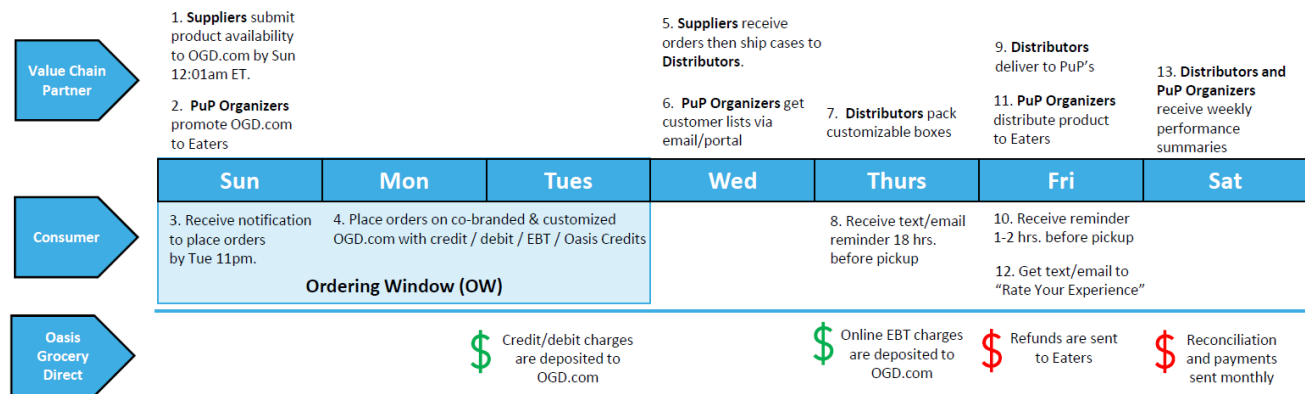 Value Chain
Partner
1. Suppliers submit
product availability
to OGD.com by Sun
12:01am ET.
2. PuP Organizers
promote OGD.com
to Eaters
5. Suppliers receive
orders then ship cases to
Distributors.
6. PuP Organizers get
customer lists via
email/portal
7. Distributors pack
customizable boxes
9. Distributors
deliver to PuP's
11. PuP Organizers
distribute product
to Eaters
13. Distributors and
PuP Organizers
receive weekly
performance
summaries
Sun
Mon
Tues
Wed
Thurs
Fri
Sat
Consumer
3. Receive notification
to place orders
by Tue 11pm.
4. Place orders on co-branded & customized
OGD.com with credit / debit / EBT / Oasis Credits
Ordering Window (OW)
8. Receive text/email
reminder 18 hrs.
before pickup
10. Receive reminder
1-2 hrs. before pickup
12. Get text/email to
“Rate Your Experience”
Oasis
Grocery
Direct
$
Credit/debit charges
are deposited to
OGD.com
$
Online EBT charges
are deposited to
OGD.com
$
Refunds are sent
to Eaters
$
Reconciliation
and payments
sent monthly